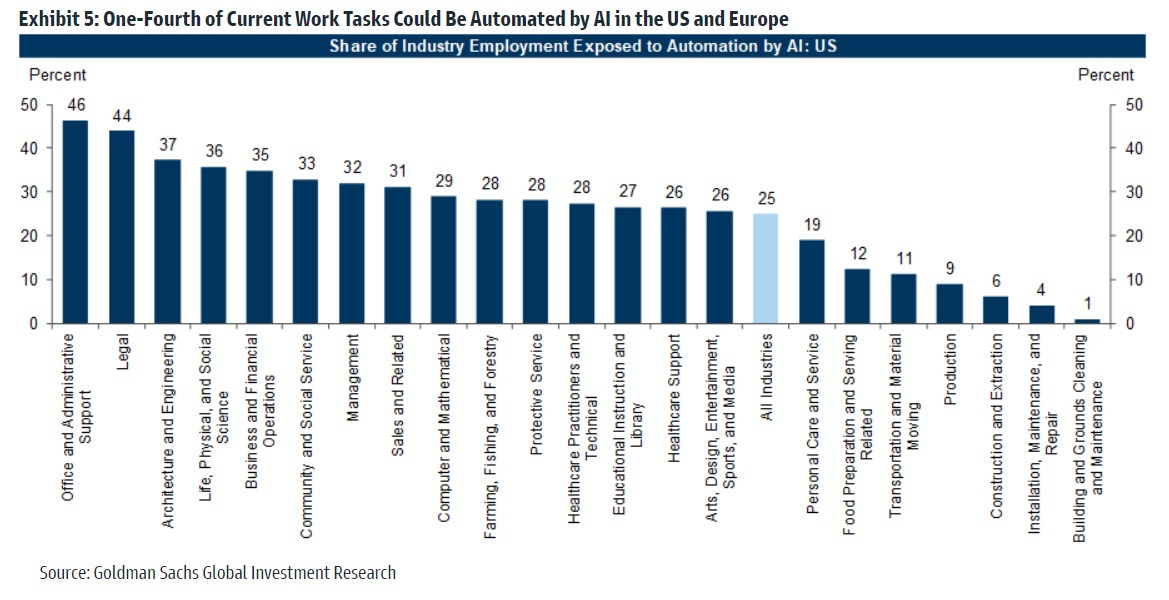 Exhibit 5: One-Fourth of Current Work Tasks Could Be Automated by AI in the US and Europe
Share of Industry Employment Exposed to Automation by AI: US
Percent
Percent
50
40
30
20
10
0
46
44
37
36
35
33
32
31
29
28
28
28
27
26
26
25
19
12
11
9
6
4
1
50
40
30
20
10
0
Office and Administrative
Support
Legal
Architecture and Engineering
Life, Physical, and Social
Science
Business and Financial
Operations
Community and Social Service
Management
Sales and Related
Computer and Mathematical
Farming, Fishing, and Forestry
Protective Service
Healthcare Practitioners and
Technical
Educational Instruction and
Library
Healthcare Support
Arts, Design, Entertainment,
Sports, and Media
All Industries
Personal Care and Service
Food Preparation and Serving
Related
Transportation and Material
Moving
Production
Construction and Extraction
Installation, Maintenance, and
Repair
Building and Grounds Cleaning
and Maintenance
Source: Goldman Sachs Global Investment Research